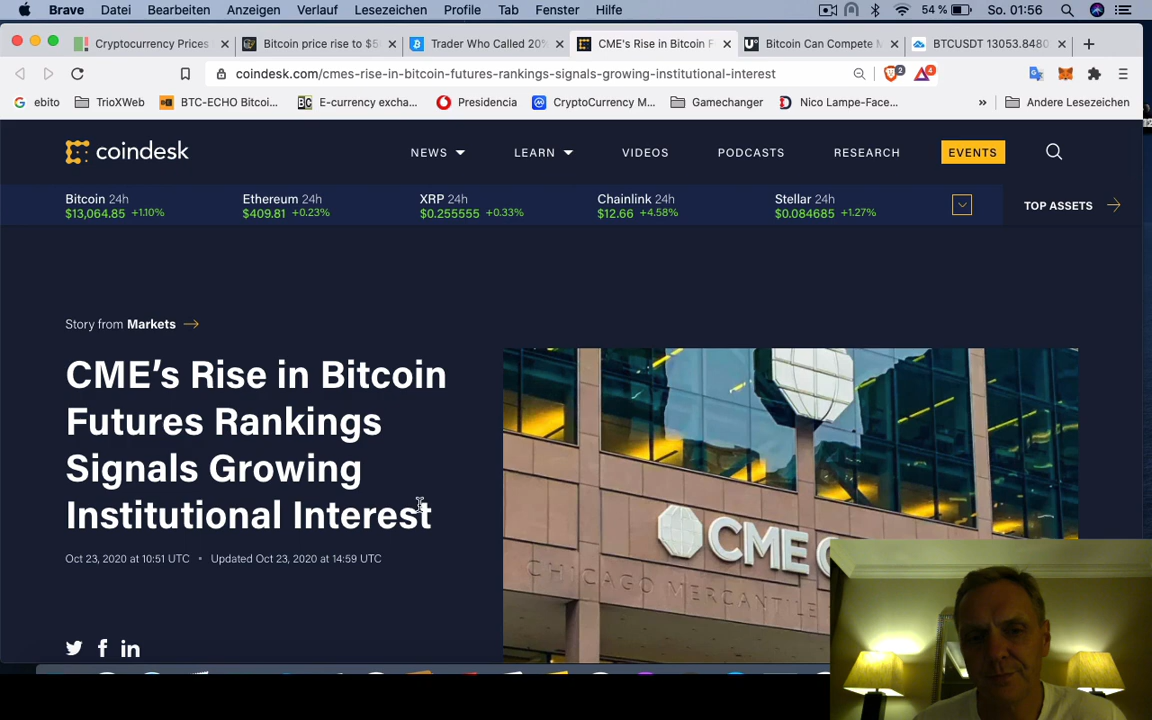 Brave Datei Bearbeiten Anzeigen Verlauf Lesezeichen Profile Tab Fenster Hilfe 54 % So. 01:56
Cryptocurrency Prices Bitcoin price rise to $5 Trader Who Called 20% CME's Rise in Bitcoin F Bitcoin Can Compete BTCUSDT 13053.8480
coindesk.com/cmes-rise-in-bitcoin-futures-rankings-signals-growing-institutional-interest 2 4
ebito TrioXWeb BTC-ECHO Bitcoi... E-currency excha... Presidencia CryptoCurrency M... Gamechanger Nico Lampe-Face... » Andere Lesezeichen
coindesk NEWS LEARN VIDEOS PODCASTS RESEARCH EVENTS
Bitcoin 24h Ethereum 24h XRP 24h Chainlink 24h Stellar 24h
$13,064.85 +1.10% $409.81 +0.23% $0.255555 +0.33% $12.66 +4.58% $0.084685 +1.27%
TOP ASSETS
Story from Markets
CME's Rise in Bitcoin
Futures Rankings
Signals Growing
Institutional Interest
Oct 23, 2020 at 10:51 UTC • Updated Oct 23, 2020 at 14:59 UTC
CME
CHICAGO MERCANTILE